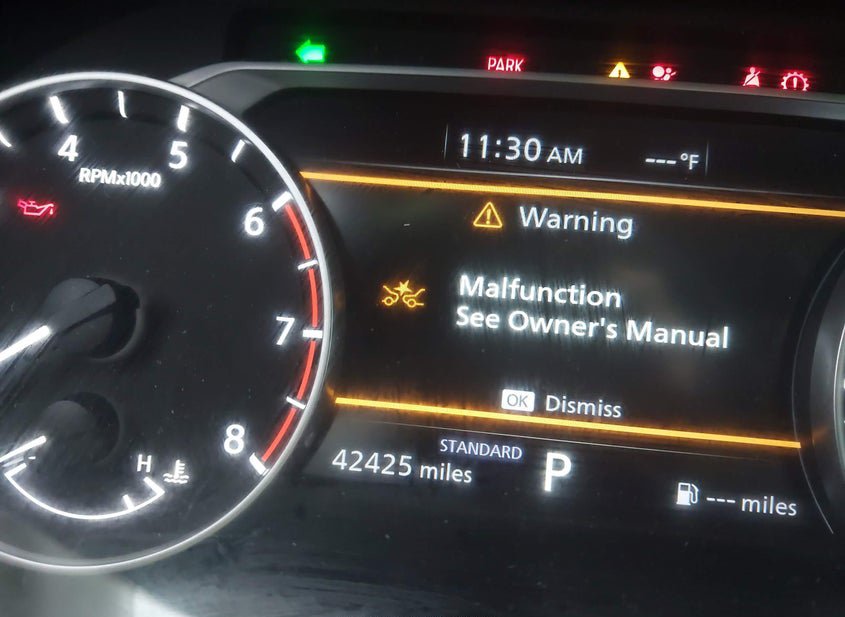 PARK
4
5
RPMx1000
6
7
8
H
11:30 AM
---°F
Warning
Malfunction
See Owner's Manual
OK Dismiss
STANDARD
42425 miles
P
--- miles